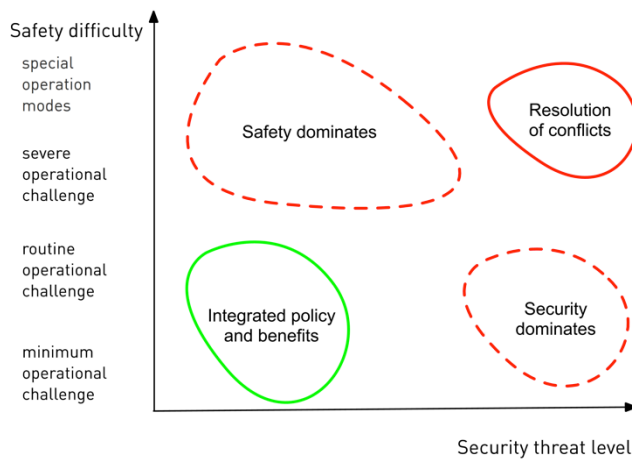 Safety difficulty
special
operation
modes
severe
operational
challenge
routine
operational
challenge
minimum
operational
challenge
Safety dominates
Resolution
of conflicts
Integrated policy
and benefits
Security
dominates
Security threat level